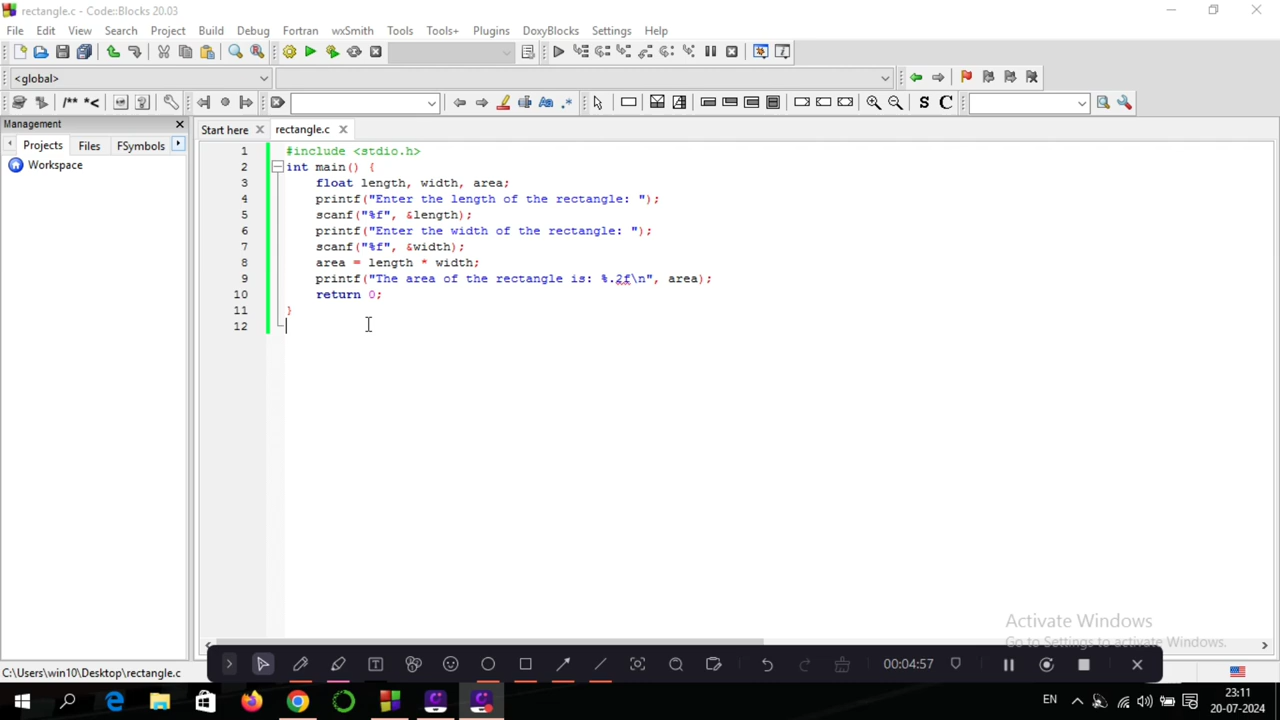 rectangle.c - Code::Blocks 20.03
File Edit View Search Project Build Debug Fortran wxSmith Tools Tools+ Plugins DoxyBlocks Settings Help
<global>
/** *<
S C
Management
Projects Files FSymbols
Start here rectangle.c
Workspace
1 #include <stdio.h>
2 int main() {
3 float length, width, area;
4 printf("Enter the length of the rectangle: ");
5 scanf("%f", &length);
6 printf("Enter the width of the rectangle: ");
7 scanf("%f", &width);
8 area = length * width;
9 printf("The area of the rectangle is: %.2f\n", area);
10 return 0;
11 }
12
Activate Windows
Go to Settings to activate Windows.
C:\Users\win10\Desktop\rectangle.c
00:04:57
EN
23:11
20-07-2024